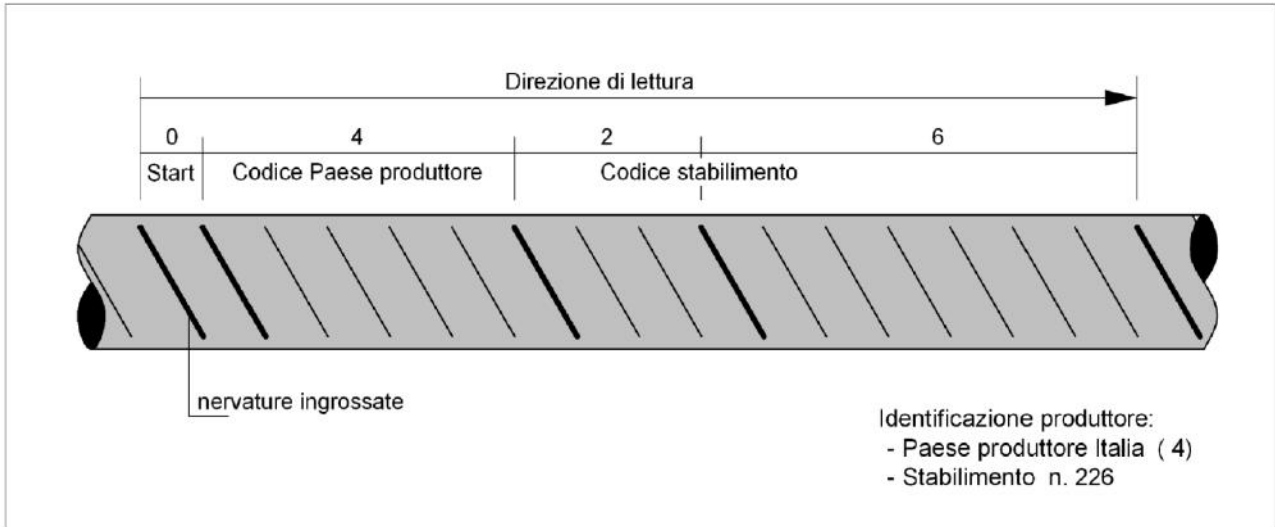 Direzione di lettura
0 4 2 6
Start Codice Paese produttore Codice stabilimento
nervature ingrossate
Identificazione produttore:
- Paese produttore Italia ( 4)
- Stabilimento n. 226